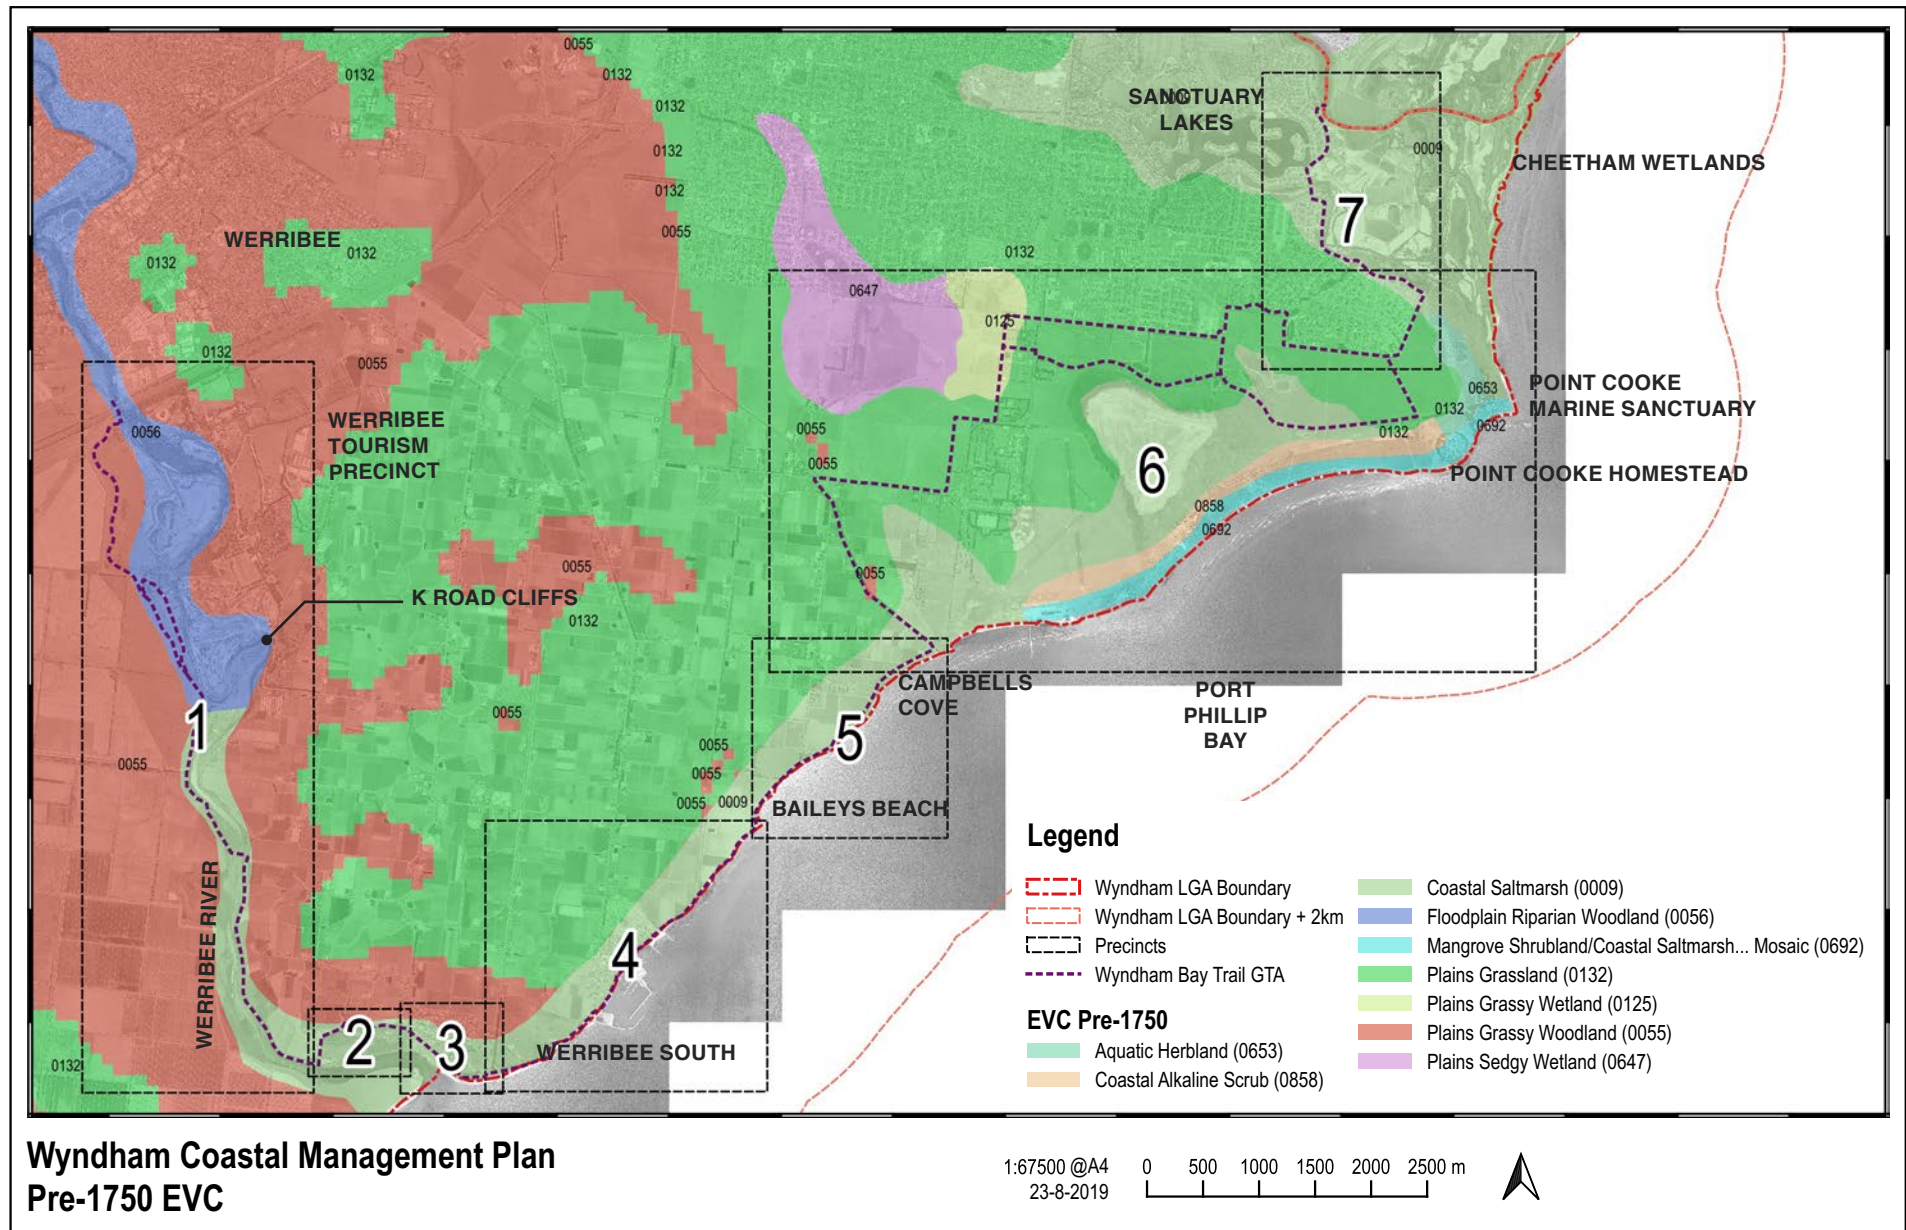 0055
0132
0132
0132
SANCTUARY
0009
LAKES
0132
0009
CHEETHAM WETLANDS
0132
7
0055
WERRIBEE
0132
0132
0132
0647
0125
0132
0055
0653
POINT COOKE
MARINE SANCTUARY
0132
0692
0132
WERRIBEE
TOURISM
PRECINCT
0056
0055
0055
6
POINT COOKE HOMESTEAD
0858
0692
0055
0055
K ROAD CLIFFS
0132
CAMPBELLS
COVE
PORT
PHILLIP
BAY
1
0055
5
0055
0055
0055
0055 0009
BAILEYS BEACH
WERRIBEE RIVER
4
2
3
WERRIBEE SOUTH
0132
Legend
Wyndham LGA Boundary
Wyndham LGA Boundary + 2km
Precincts
Wyndham Bay Trail GTA
EVC Pre-1750
Aquatic Herbland (0653)
Coastal Alkaline Scrub (0858)
Coastal Saltmarsh (0009)
Floodplain Riparian Woodland (0056)
Mangrove Shrubland/Coastal Saltmarsh... Mosaic (0692)
Plains Grassland (0132)
Plains Grassy Wetland (0125)
Plains Grassy Woodland (0055)
Plains Sedgy Wetland (0647)
Wyndham Coastal Management Plan
Pre-1750 EVC
1:67500 @A4
23-8-2019
0 500 1000 1500 2000 2500 m